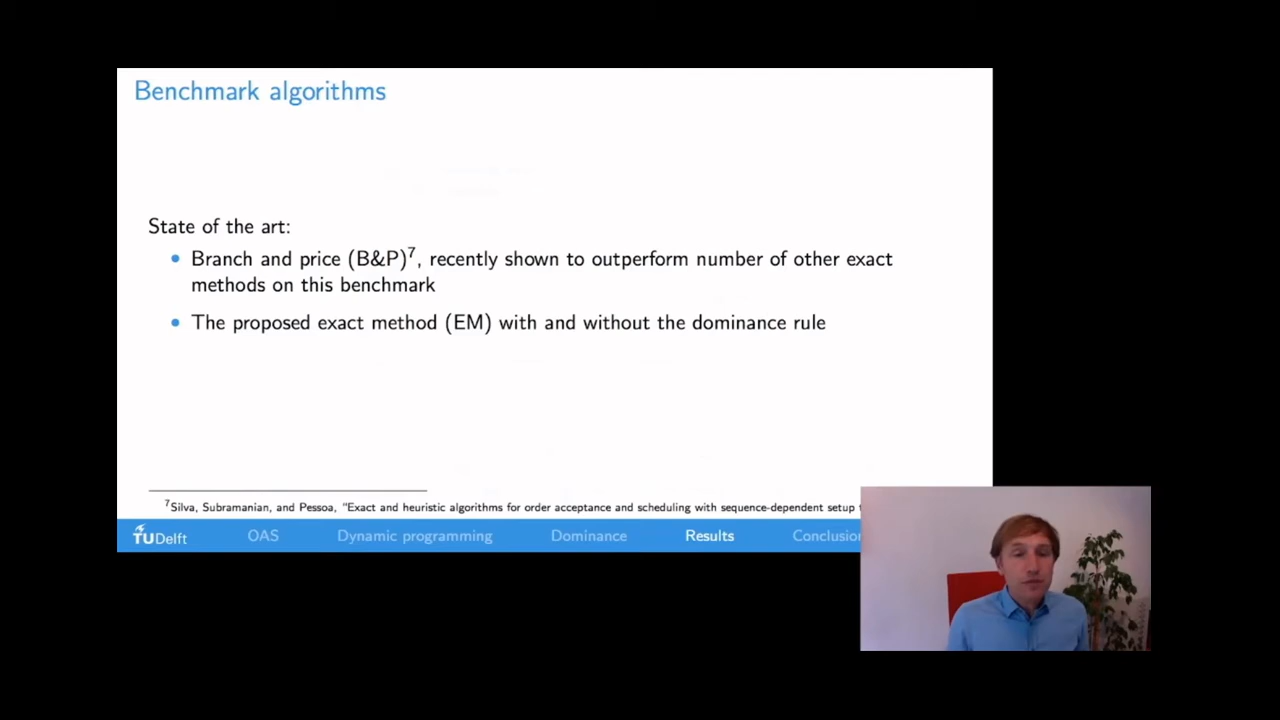 Benchmark algorithms
State of the art:
• Branch and price (B&P)⁷, recently shown to outperform number of other exact
methods on this benchmark
• The proposed exact method (EM) with and without the dominance rule
⁷Silva, Subramanian, and Pessoa, “Exact and heuristic algorithms for order acceptance and scheduling with sequence-dependent setup
TUDelft OAS Dynamic programming Dominance Results